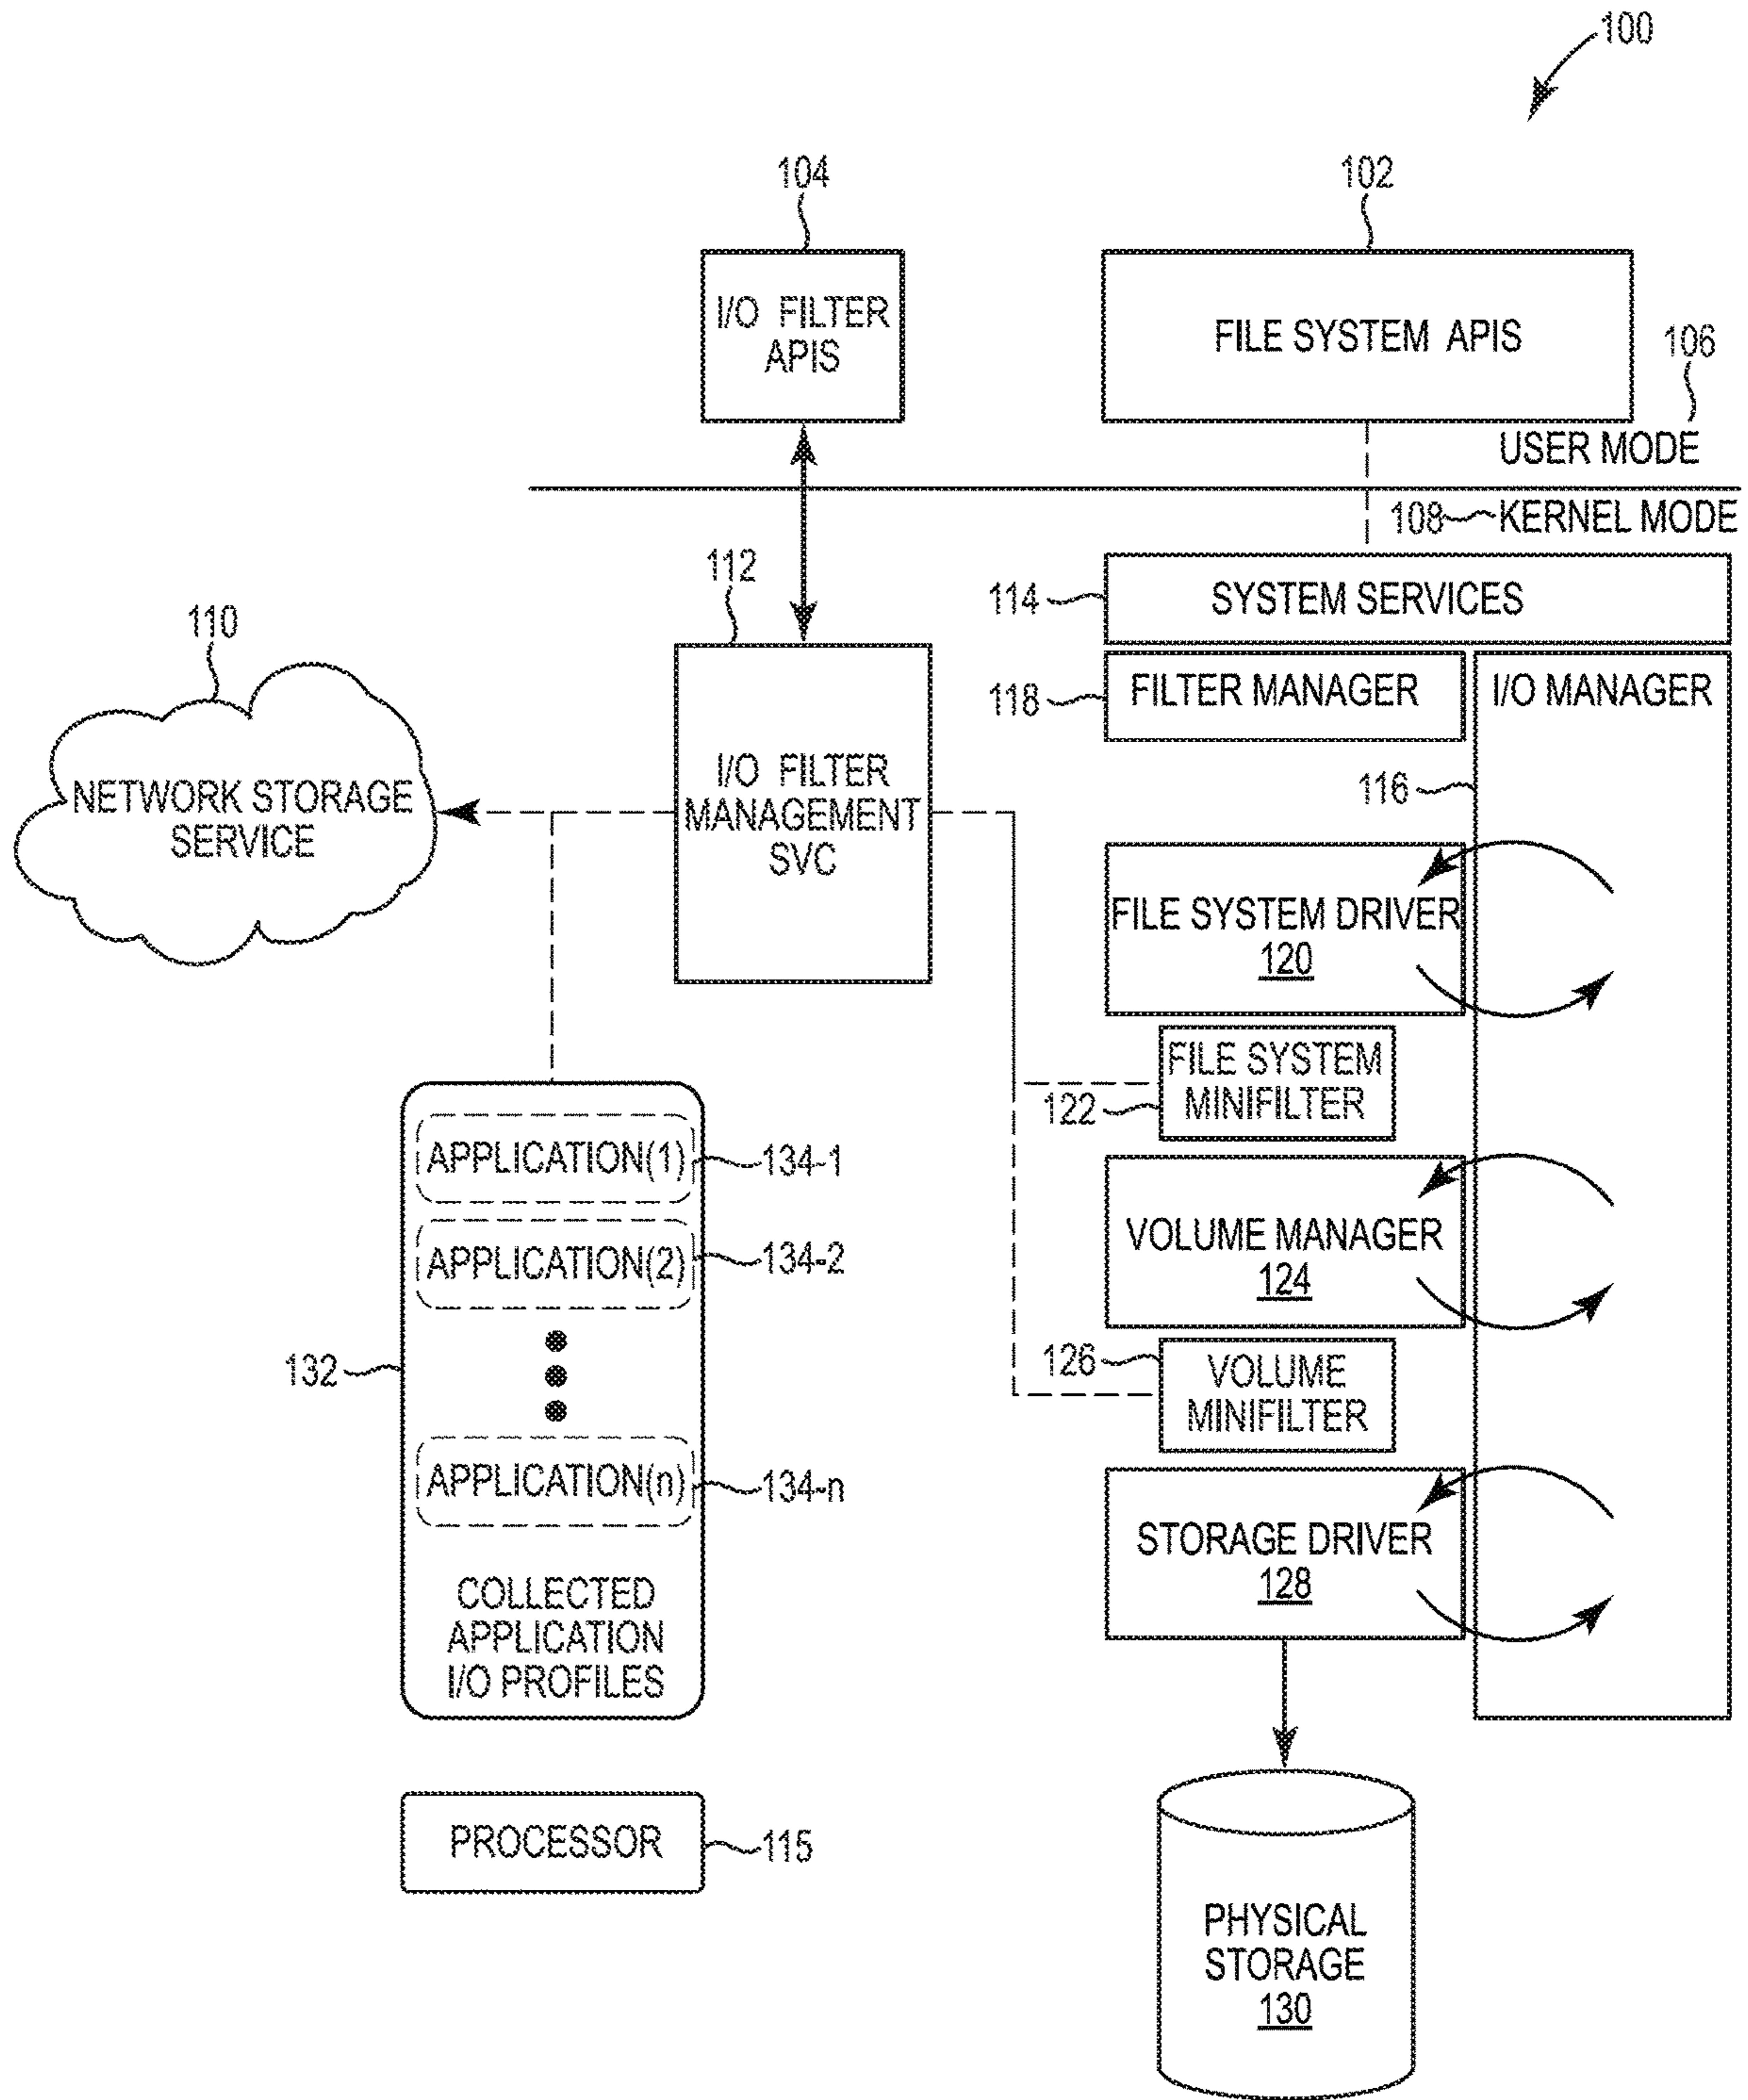 100
104
102
I/O FILTER
APIS
FILE SYSTEM APIS
106
USER MODE
108
KERNEL MODE
112
114
SYSTEM SERVICES
110
118
FILTER MANAGER
I/O MANAGER
NETWORK STORAGE
SERVICE
I/O FILTER
MANAGEMENT
SVC
116
FILE SYSTEM DRIVER
120
FILE SYSTEM
MINIFILTER
122
APPLICATION(1)
134-1
APPLICATION(2)
134-2
VOLUME MANAGER
124
132
126
VOLUME
MINIFILTER
APPLICATION(n)
134-n
STORAGE DRIVER
128
COLLECTED
APPLICATION
I/O PROFILES
PROCESSOR
115
PHYSICAL
STORAGE
130